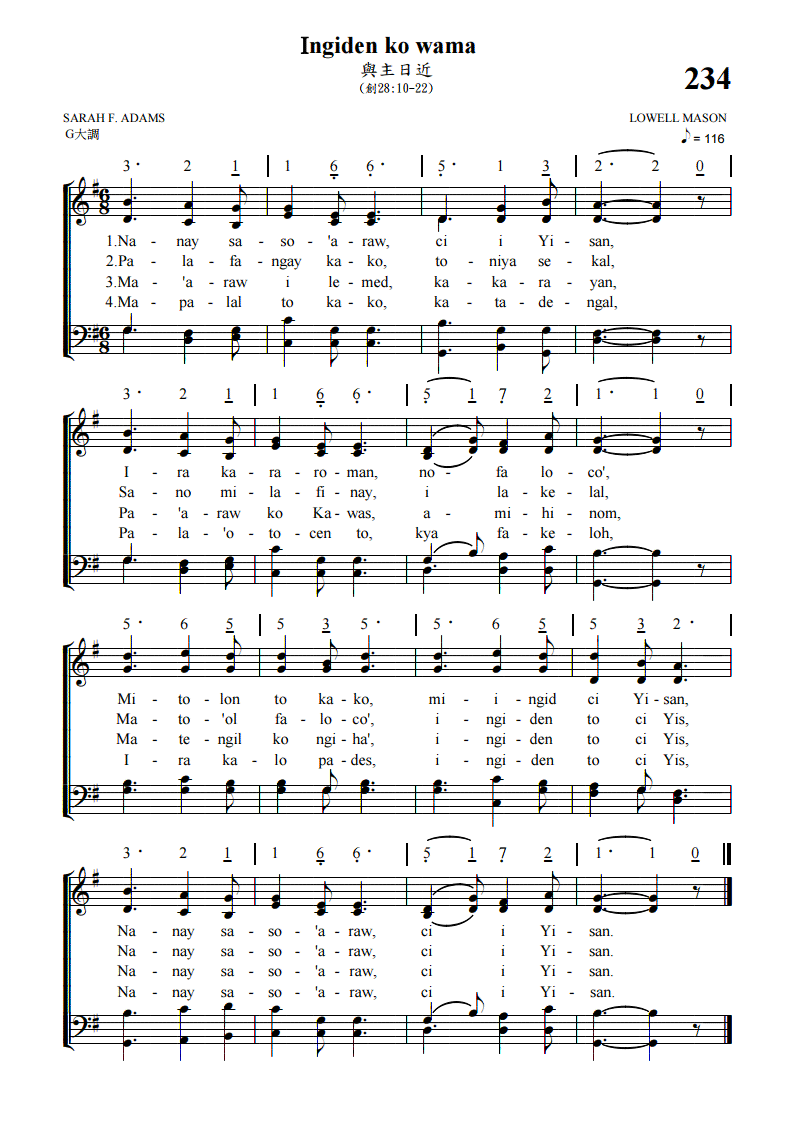 Ingiden ko wama
與主日近
(創28:10-22)
234
SARAH F. ADAMS
LOWELL MASON
G大調
♪ = 116
3· 2 1 | 1 6 6· | 5· 1 3 | 2· 2 0 |
1.Na - nay sa - so - 'a - raw, ci i Yi - san,
2.Pa - la - fa - ngay ka - ko, to - niya se - kal,
3.Ma - 'a - raw i le - med, ka - ka - ra - yan,
4.Ma - pa - lal to ka - ko, ka - ta - de - ngal,
3· 2 1 | 1 6 6· | 5 1 7 2 | 1· 1 0 |
I - ra ka - ra - ro - man, no - fa lo - co',
Sa - no mi - la - fi - nay, i la - ke - lal,
Pa - 'a - raw ko Ka - was, a - mi - hi - nom,
Pa - la - 'o - to - cen to, kya fa - ke - loh,
5· 6 5 | 5 3 5· | 5· 6 5 | 5 3 2· |
Mi - to - lon to ka - ko, mi - i - ngid ci Yi - san,
Ma - to - 'ol fa - lo - co', i - ngi - den to ci Yis,
Ma - te - ngil ko ngi - ha', i - ngi - den to ci Yis,
I - ra ka - lo pa - des, i - ngi - den to ci Yis,
3· 2 1 | 1 6 6· | 5 1 7 2 | 1· 1 0 ‖
Na - nay sa - so - 'a - raw, ci i Yi - san.
Na - nay sa - so - 'a - raw, ci i Yi - san.
Na - nay sa - so - 'a - raw, ci i Yi - san.
Na - nay sa - so - 'a - raw, ci i Yi - san.